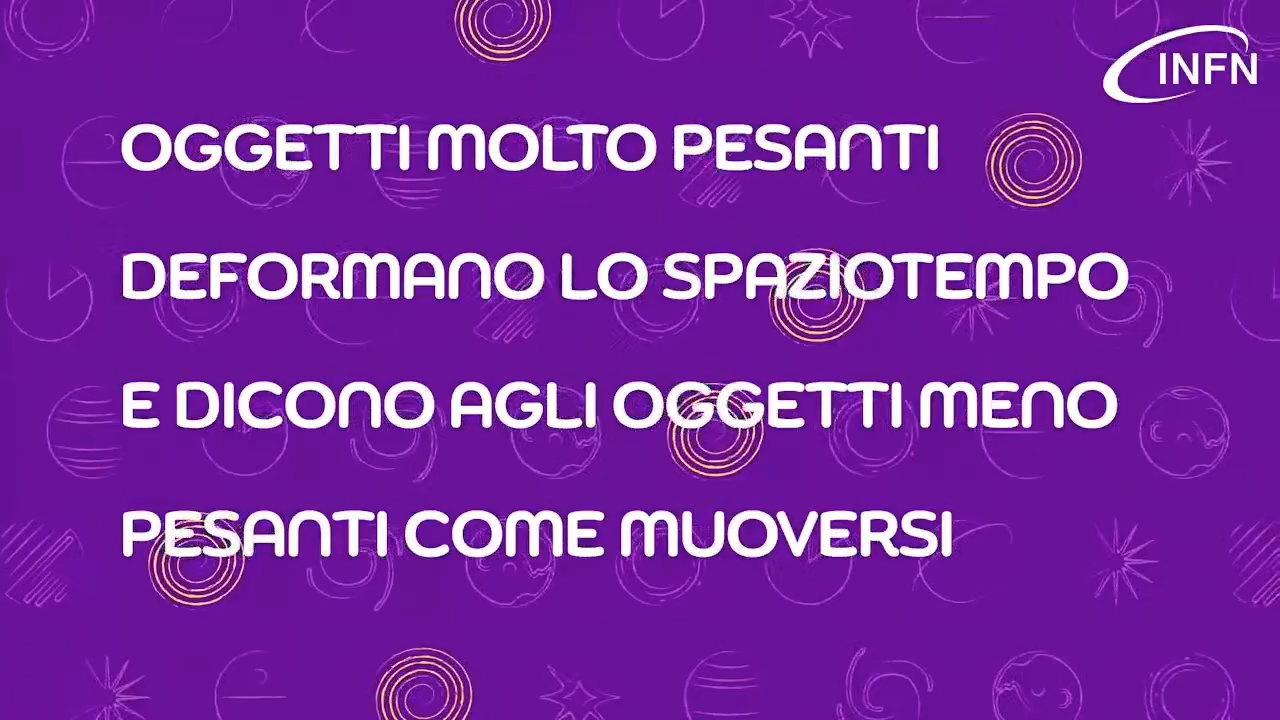 INFN
OGGETTI MOLTO PESANTI
DEFORMANO LO SPAZIOTEMPO
E DICONO AGLI OGGETTI MENO
PESANTI COME MUOVERSI